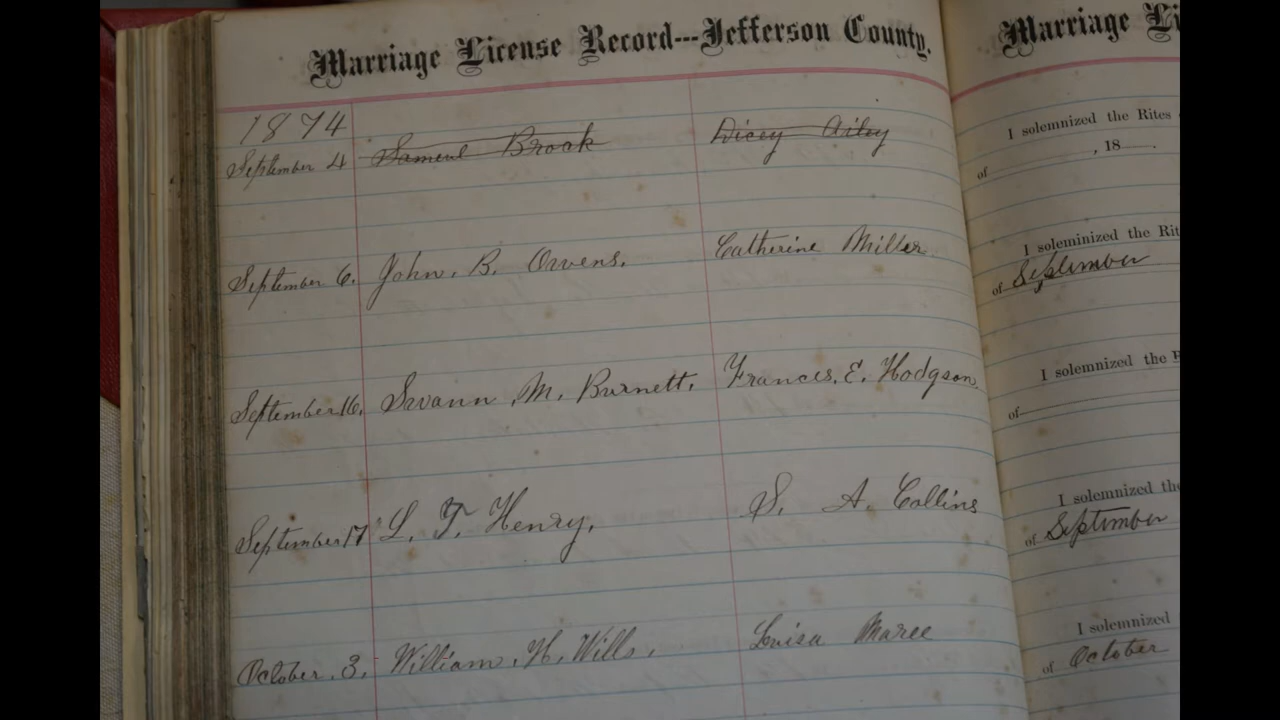 Marriage License Record---Jefferson County.
Marriage Li
1874
September 4 Samuel Brook Dicey Ailey
I solemnized the Rites
of , 18 .
September 6. John. B. Owens. Catherine Miller
I soleminized the Rit
of September
September 16. Swann M. Burnett. Frances. E. Hodgson
I solemnized the R
of
September 17 L. T. Henry. S. A. Collins
I solemnized the
of September
October. 3. William. H. Wills. Louisa Maree
I solemnized
of October